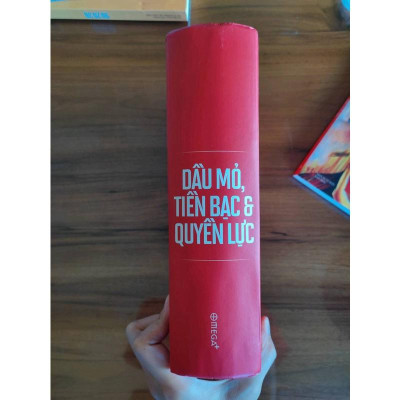 DẦU MỎ,
TIỀN BẠC &
QUYỀN LỰC
OMEGA+